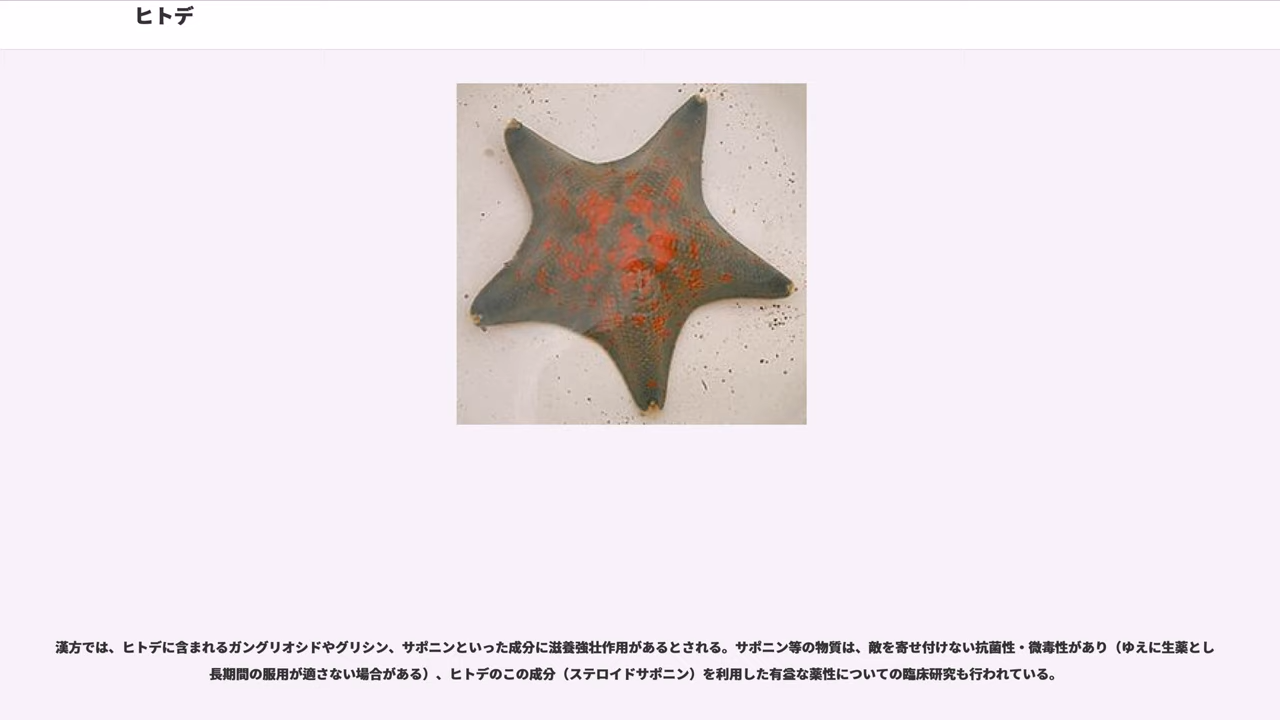 ヒトデ
漢方では、ヒトデに含まれるガングリオシドやグリシン、サポニンといった成分に滋養強壮作用があるとされる。サポニン等の物質は、敵を寄せ付けない抗菌性・微毒性があり（ゆえに生薬とし
長期間の服用が適さない場合がある）、ヒトデのこの成分（ステロイドサポニン）を利用した有益な薬性についての臨床研究も行われている。